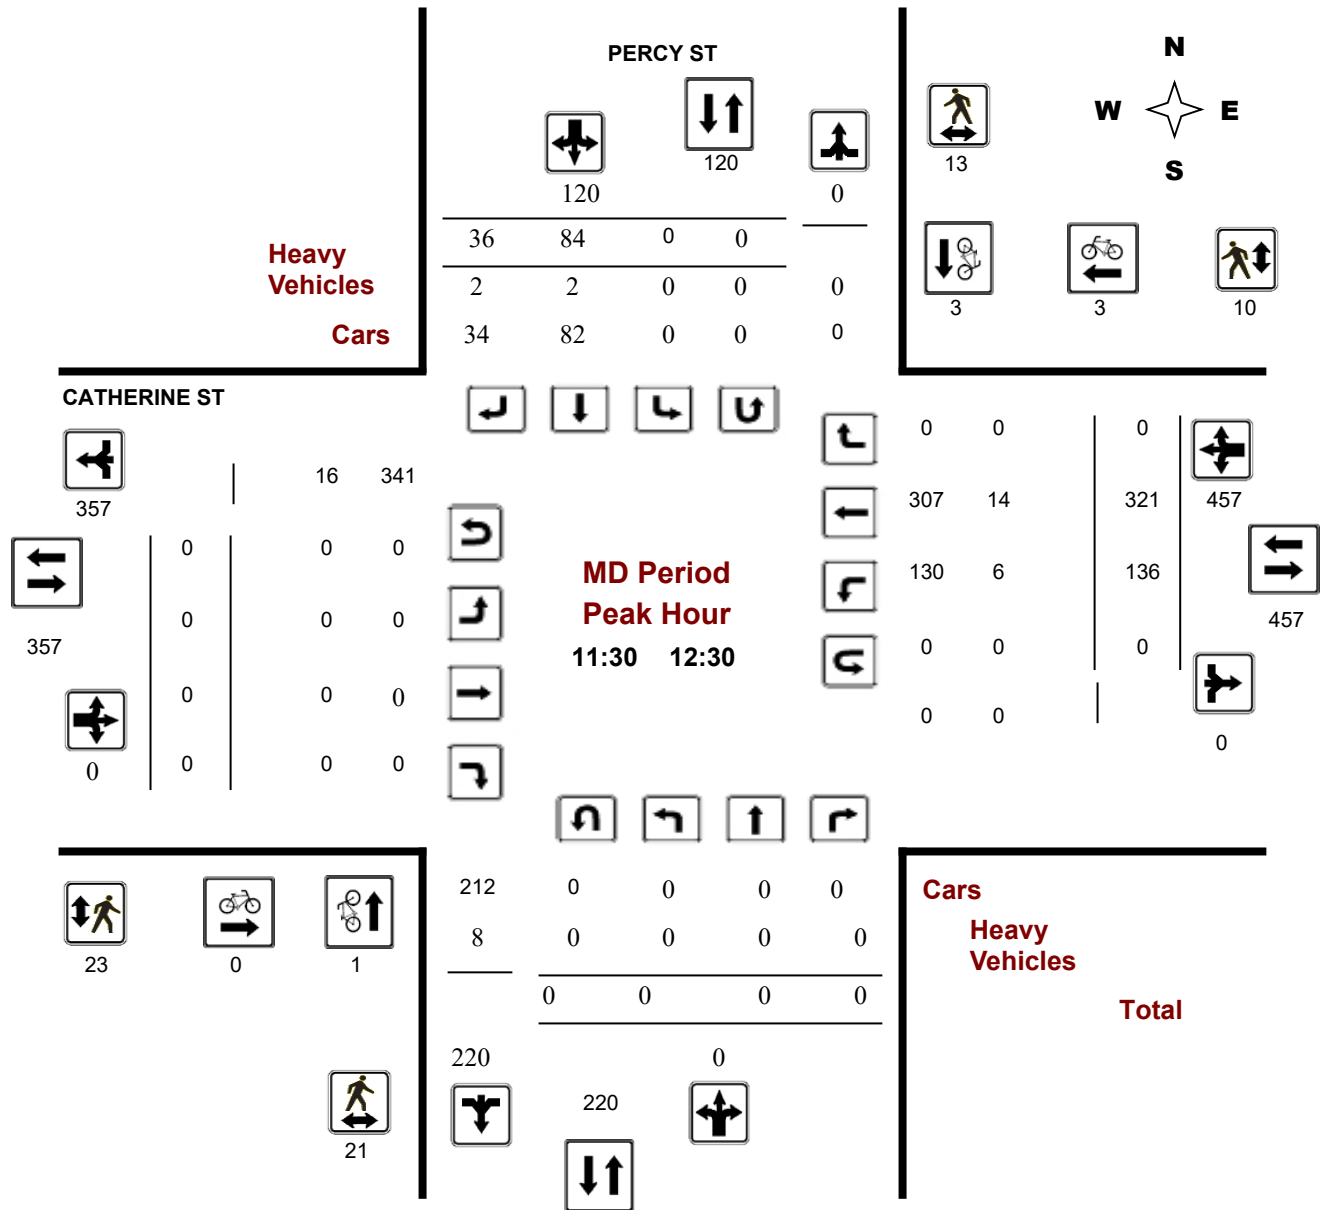 PERCY ST
N
W E
S
120
120
13
120 0
36 84 0 0
Heavy
Vehicles
2 2 0 0 0
3 3 10
Cars
34 82 0 0 0
CATHERINE ST
0 0 0
16 341
357
307 14 321 457
0 0 0
MD Period
130 6 136
Peak Hour
0 0 0
457
357
11:30 12:30
0 0 0
0 0 0
0 0
0
0 0 0 0
212 0 0 0 0
Cars
8 0 0 0 0
Heavy
Vehicles
23 0 1
0 0 0 0
Total
220 0
220
21